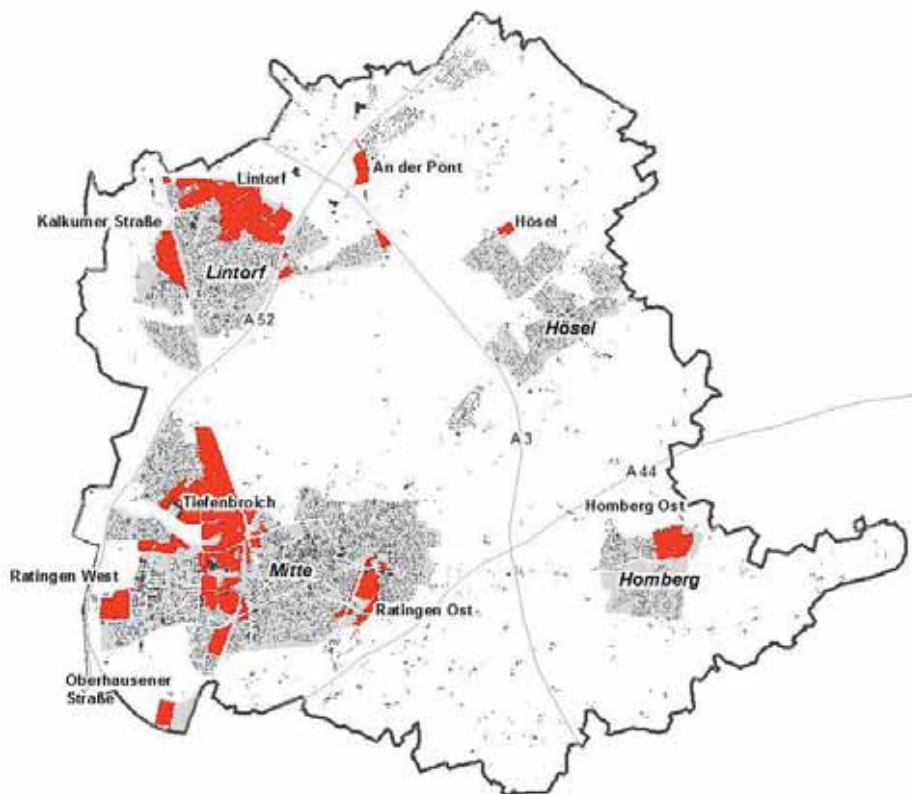 An der Pont
Lintorf
Kalkumer Straße
Hösel
Lintorf
A 52
Hösel
A 3
A 44
Tiefenbroich
Homberg Ost
Mitte
Ratingen West
Homberg
Ratingen Ost
Oberhausener
Straße